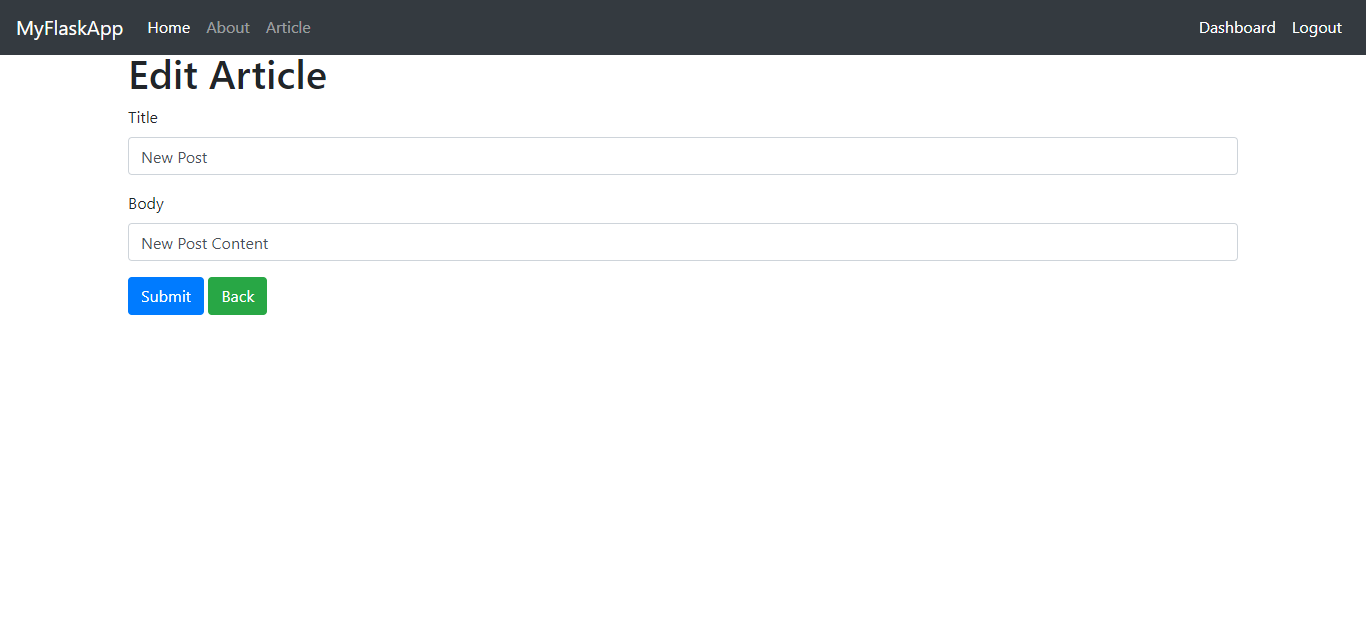 MyFlaskApp Home About Article Dashboard Logout
Edit Article
Title
New Post
Body
New Post Content
Submit Back